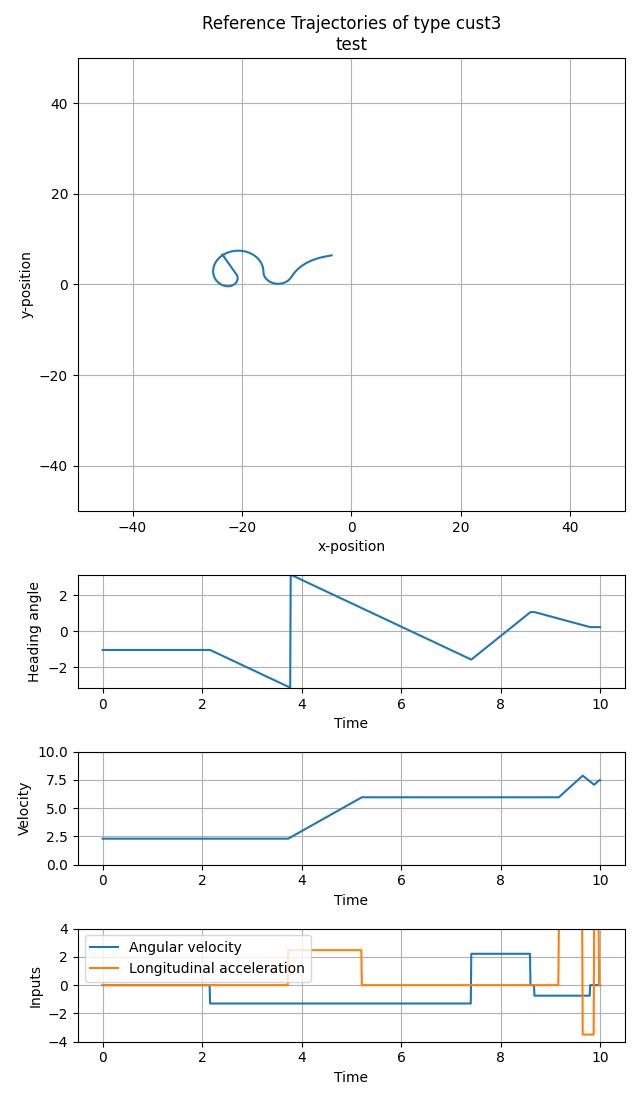 Reference Trajectories of type cust3
test
40
20
0
−20
−40
y-position
−40 −20 0 20 40
x-position
2
0
−2
Heading angle
0 2 4 6 8 10
Time
10.0
7.5
5.0
2.5
0.0
Velocity
0 2 4 6 8 10
Time
4
2
0
−2
−4
Inputs
Angular velocity
Longitudinal acceleration
0 2 4 6 8 10
Time